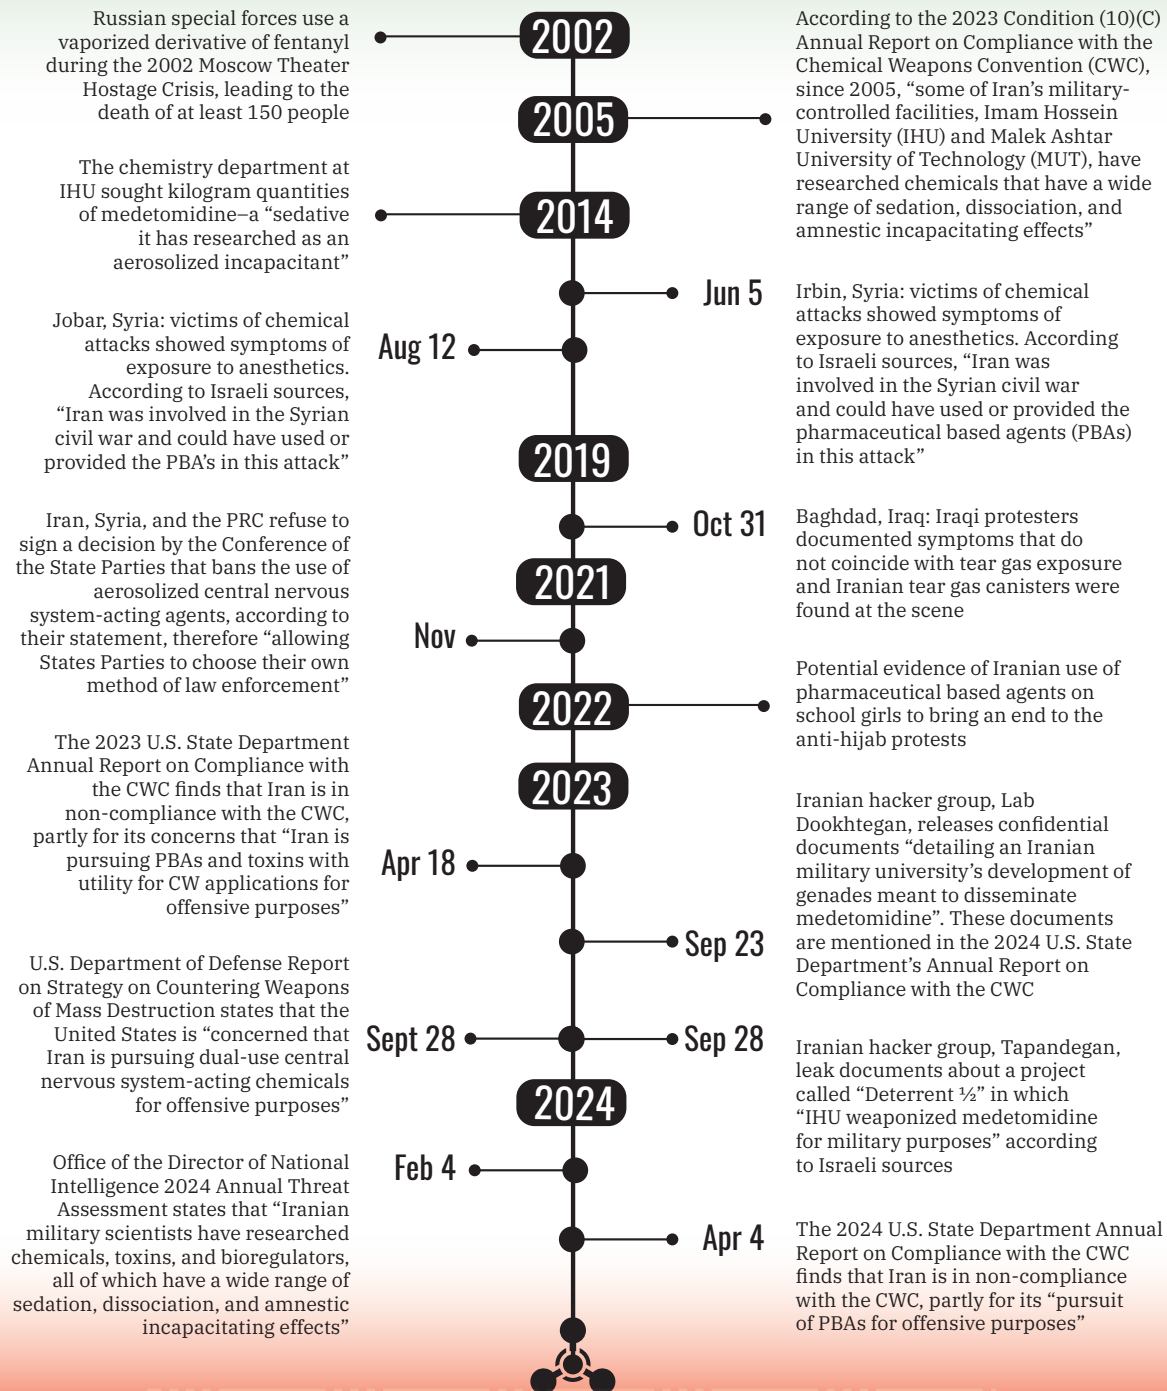 2002
Russian special forces use a
vaporized derivative of fentanyl
during the 2002 Moscow Theater
Hostage Crisis, leading to the
death of at least 150 people
2005
According to the 2023 Condition (10)(C)
Annual Report on Compliance with the
Chemical Weapons Convention (CWC),
since 2005, “some of Iran’s military-
controlled facilities, Imam Hossein
University (IHU) and Malek Ashtar
University of Technology (MUT), have
researched chemicals that have a wide
range of sedation, dissociation, and
amnestic incapacitating effects”
2014
The chemistry department at
IHU sought kilogram quantities
of medetomidine–a “sedative
it has researched as an
aerosolized incapacitant”
Jun 5
Irbin, Syria: victims of chemical
attacks showed symptoms of
exposure to anesthetics. According
to Israeli sources, “Iran was
involved in the Syrian civil war
and could have used or provided the
pharmaceutical based agents (PBAs)
in this attack”
Aug 12
Jobar, Syria: victims of chemical
attacks showed symptoms of
exposure to anesthetics.
According to Israeli sources,
“Iran was involved in the Syrian
civil war and could have used or
provided the PBA’s in this attack”
2019
Oct 31
Baghdad, Iraq: Iraqi protesters
documented symptoms that do
not coincide with tear gas exposure
and Iranian tear gas canisters were
found at the scene
2021
Nov
Iran, Syria, and the PRC refuse to
sign a decision by the Conference of
the State Parties that bans the use of
aerosolized central nervous
system-acting agents, according to
their statement, therefore “allowing
States Parties to choose their own
method of law enforcement”
2022
Potential evidence of Iranian use of
pharmaceutical based agents on
school girls to bring an end to the
anti-hijab protests
2023
Apr 18
The 2023 U.S. State Department
Annual Report on Compliance with
the CWC finds that Iran is in
non-compliance with the CWC,
partly for its concerns that “Iran is
pursuing PBAs and toxins with
utility for CW applications for
offensive purposes”
Sep 23
Iranian hacker group, Lab
Dookhtegan, releases confidential
documents “detailing an Iranian
military university’s development of
genades meant to disseminate
medetomidine”. These documents
are mentioned in the 2024 U.S. State
Department’s Annual Report on
Compliance with the CWC
Sept 28
U.S. Department of Defense Report
on Strategy on Countering Weapons
of Mass Destruction states that the
United States is “concerned that
Iran is pursuing dual-use central
nervous system-acting chemicals
for offensive purposes”
Sep 28
Iranian hacker group, Tapandegan,
leak documents about a project
called “Deterrent ½” in which
“IHU weaponized medetomidine
for military purposes” according
to Israeli sources
2024
Feb 4
Office of the Director of National
Intelligence 2024 Annual Threat
Assessment states that “Iranian
military scientists have researched
chemicals, toxins, and bioregulators,
all of which have a wide range of
sedation, dissociation, and amnestic
incapacitating effects”
Apr 4
The 2024 U.S. State Department Annual
Report on Compliance with the CWC
finds that Iran is in non-compliance
with the CWC, partly for its “pursuit
of PBAs for offensive purposes”